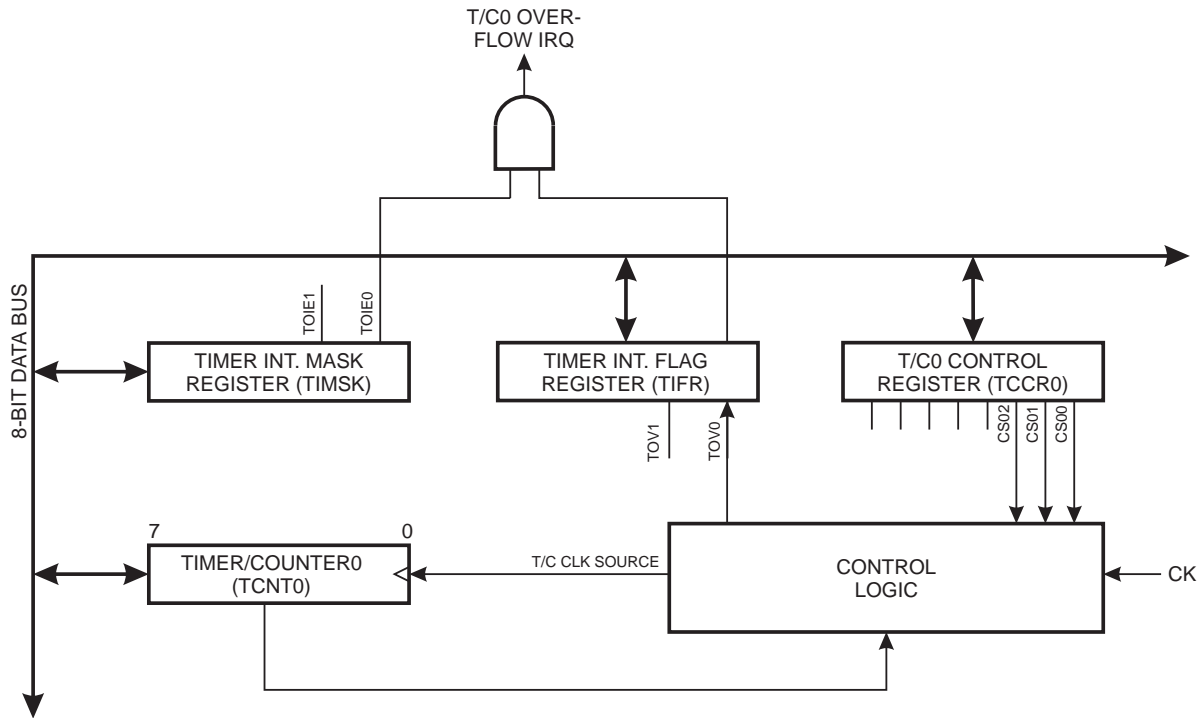 T/C0 OVER-
FLOW IRQ
8-BIT DATA BUS
TOIE1
TOIE0
TIMER INT. MASK
REGISTER (TIMSK)
TIMER INT. FLAG
REGISTER (TIFR)
T/C0 CONTROL
REGISTER (TCCR0)
TOV1
TOV0
CS02
CS01
CS00
7
0
TIMER/COUNTER0
(TCNT0)
T/C CLK SOURCE
CONTROL
LOGIC
CK